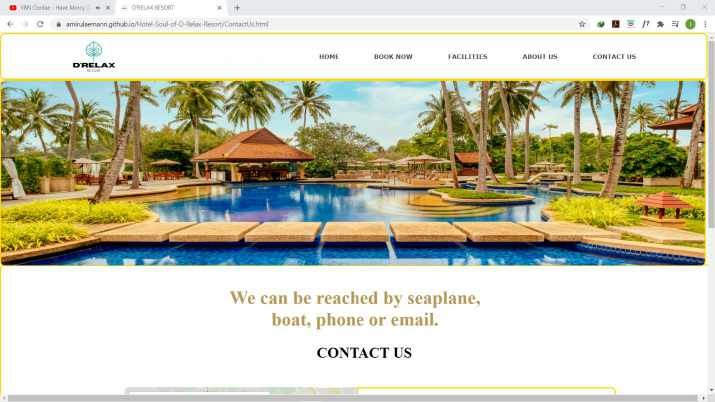 D'RELAX RESORT
amirulaemann.github.io/Hotel-Soul-of-D-Relax-Resort/ContactUs.html
D'RELAX
HOME
BOOK NOW
FACILITIES
ABOUT US
CONTACT US
We can be reached by seaplane,
boat, phone or email.
CONTACT US